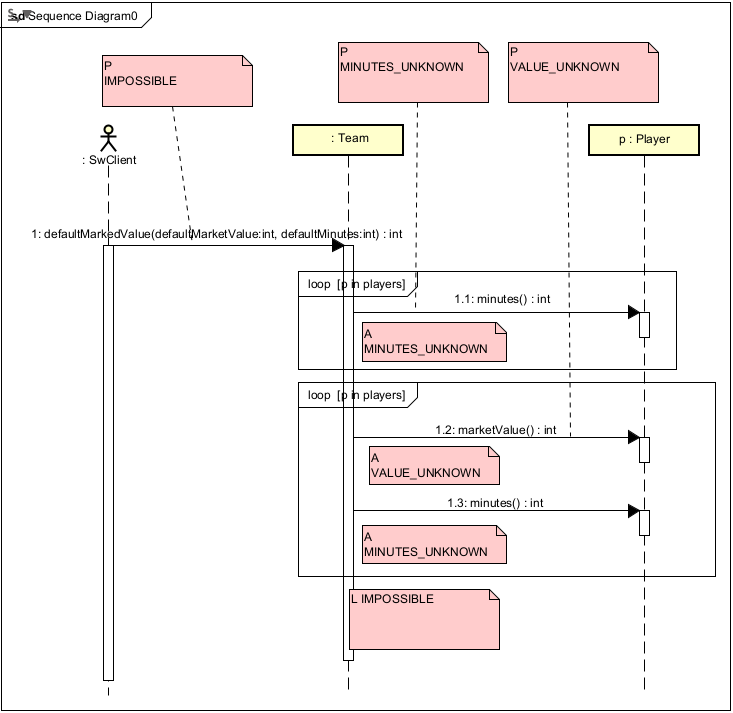 sd Sequence Diagram0
P
IMPOSSIBLE
P
MINUTES_UNKNOWN
P
VALUE_UNKNOWN
: SwClient
: Team
p : Player
1: defaultMarkedValue(defaultMarketValue:int, defaultMinutes:int) : int
loop [p in players]
1.1: minutes() : int
A
MINUTES_UNKNOWN
loop [p in players]
1.2: marketValue() : int
A
VALUE_UNKNOWN
1.3: minutes() : int
A
MINUTES_UNKNOWN
L IMPOSSIBLE